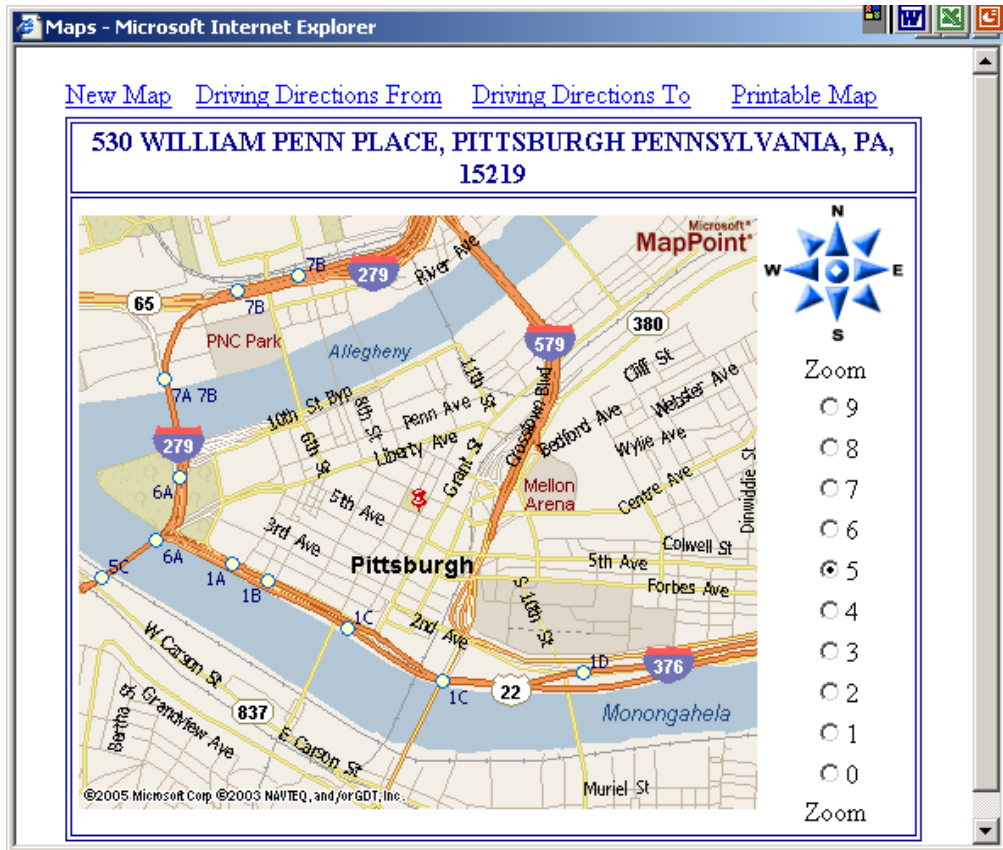 Maps - Microsoft Internet Explorer
New Map Driving Directions From Driving Directions To Printable Map
530 WILLIAM PENN PLACE, PITTSBURGH PENNSYLVANIA, PA,
15219
Microsoft®
MapPoint®
N
W
E
S
Zoom
9
8
7
6
5
4
3
2
1
0
Zoom
7B
279
River Ave
65
7B
PNC Park
Allegheny
579
380
7A 7B
10th St Byp
8th St
11th St
Penn Ave
Liberty Ave
6th St
Grant St
Crosstown Blvd
Cliff St
Webster Ave
Bedford Ave
Wylie Ave
Centre Ave
Dinwiddie St
279
6A
5th Ave
Mellon
Arena
3rd Ave
Pittsburgh
Colwell St
5th Ave
Forbes Ave
6A
5C
1A
1B
1C
2nd Ave
S 10th St
1D
376
1C
22
W Carson St
Bertha St
Grandview Ave
837
E Carson St
Monongahela
Muriel St
©2005 Microsoft Corp ©2003 NAVTEQ, and/or GDT, Inc.